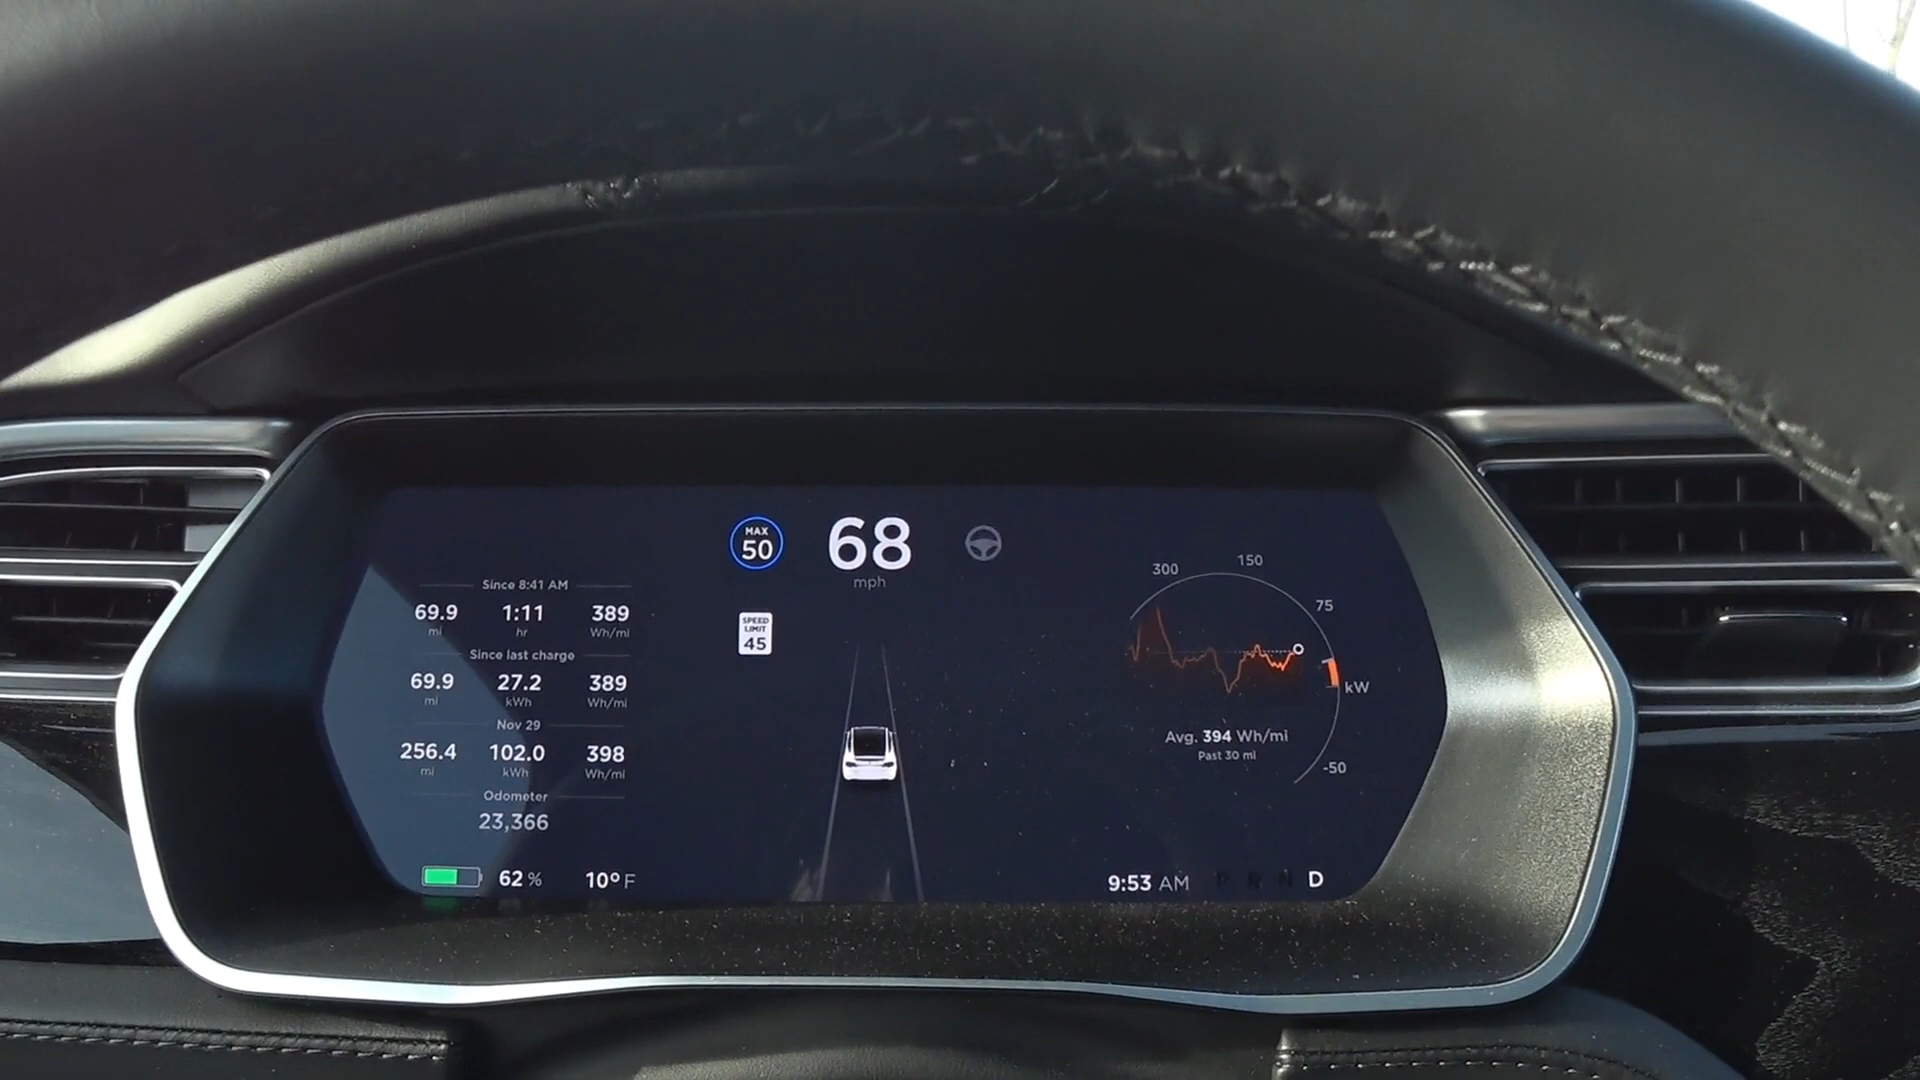 MAX
50
68
mph
SPEED
LIMIT
45
Since 8:41 AM
69.9 1:11 389
mi hr Wh/mi
Since last charge
69.9 27.2 389
mi kWh Wh/mi
Nov 29
256.4 102.0 398
mi kWh Wh/mi
Odometer
23,366
62 % 10° F
300 150
75
kW
-50
Avg. 394 Wh/mi
Past 30 mi
9:53 AM P R N D